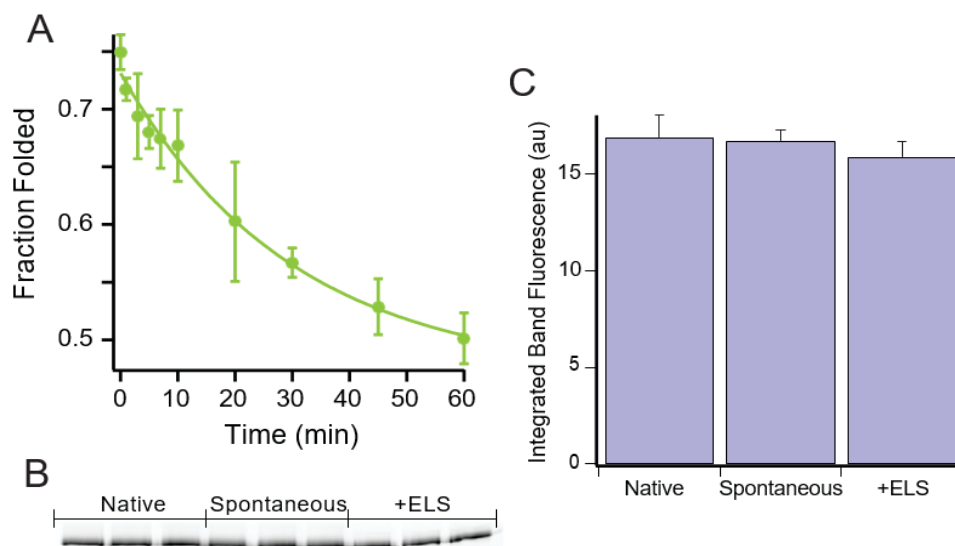 A
Fraction Folded
0.7
0.6
0.5
0 10 20 30 40 50 60
Time (min)
B
Native Spontaneous +ELS
C
Integrated Band Fluorescence (au)
15
10
5
0
Native Spontaneous +ELS